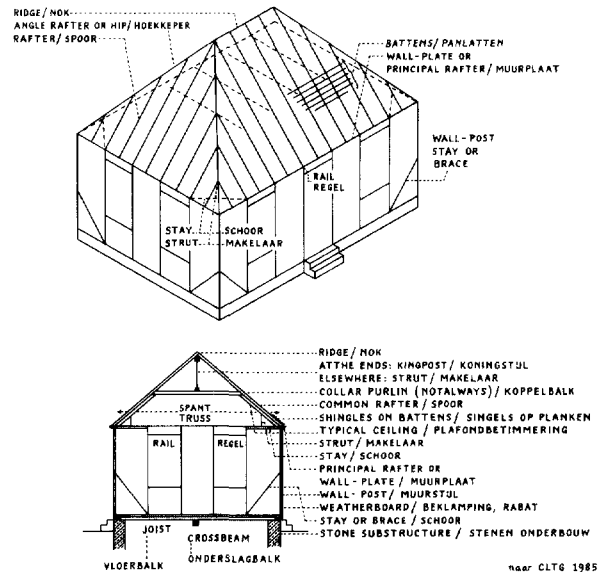 RIDGE/NOK
ANGLE RAFTER OR HIP/HOEKKEPER
RAFTER/SPOOR
BATTENS/PANLATTEN
WALL-PLATE OR
PRINCIPAL RAFTER/MUURPLAAT
WALL-POST
STAY OR
BRACE
RAIL
REGEL
STAY SCHOOR
STRUT MAKELAAR
RIDGE/NOK
ATTHE ENDS: KINGPOST/KONINGSTIJL
ELSEWHERE: STRUT/MAKELAAR
COLLAR PURLIN (NOTALWAYS)/KOPPELBALK
COMMON RAFTER/SPOOR
SHINGLES ON BATTENS/SINGELS OP PLANKEN
TYPICAL CEILING/PLAFONDBETIMMERING
STRUT/MAKELAAR
STAY/SCHOOR
PRINCIPAL RAFTER OR
WALL-PLATE/MUURPLAAT
WALL-POST/MUURSTIJL
WEATHERBOARD/BEKLAMPING, RABAT
STAY OR BRACE/SCHOOR
STONE SUBSTRUCTURE/STENEN ONDERBOUW
SPANT
TRUSS
RAIL REGEL
JOIST CROSSBEAM
VLOERBALK ONDERSLAGBALK
naar CLTG 1985